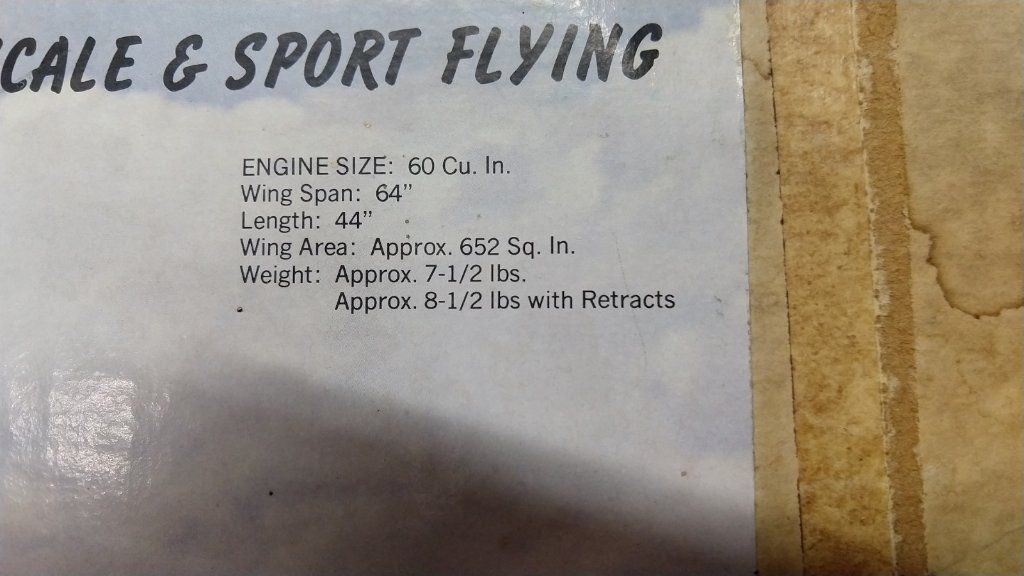 CALE & SPORT FLYING
ENGINE SIZE: 60 Cu. In.
Wing Span: 64”
Length: 44”
Wing Area: Approx. 652 Sq. In.
Weight: Approx. 7-1/2 lbs.
Approx. 8-1/2 lbs with Retracts